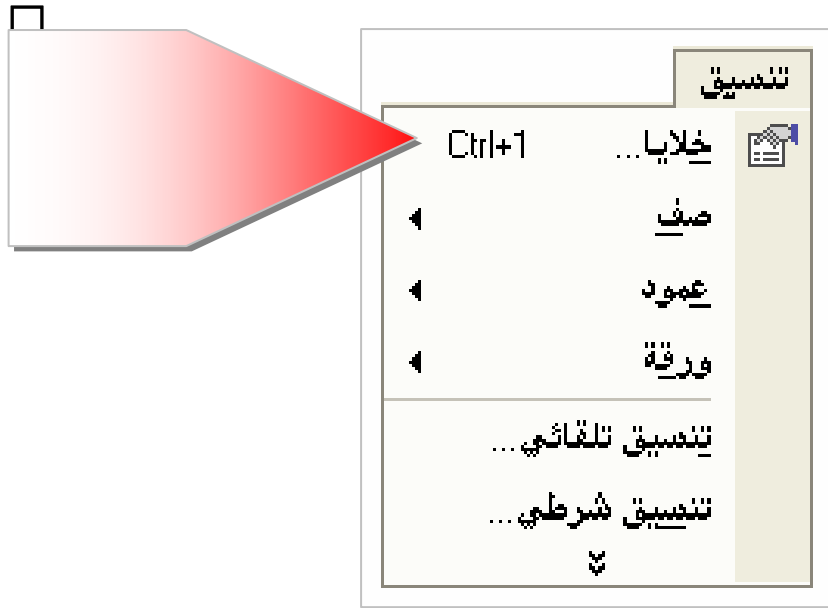 تنسيق
خلايا... Ctrl+1
صف
عمود
ورقة
تنسيق تلقائي...
تنسيق شرطي...